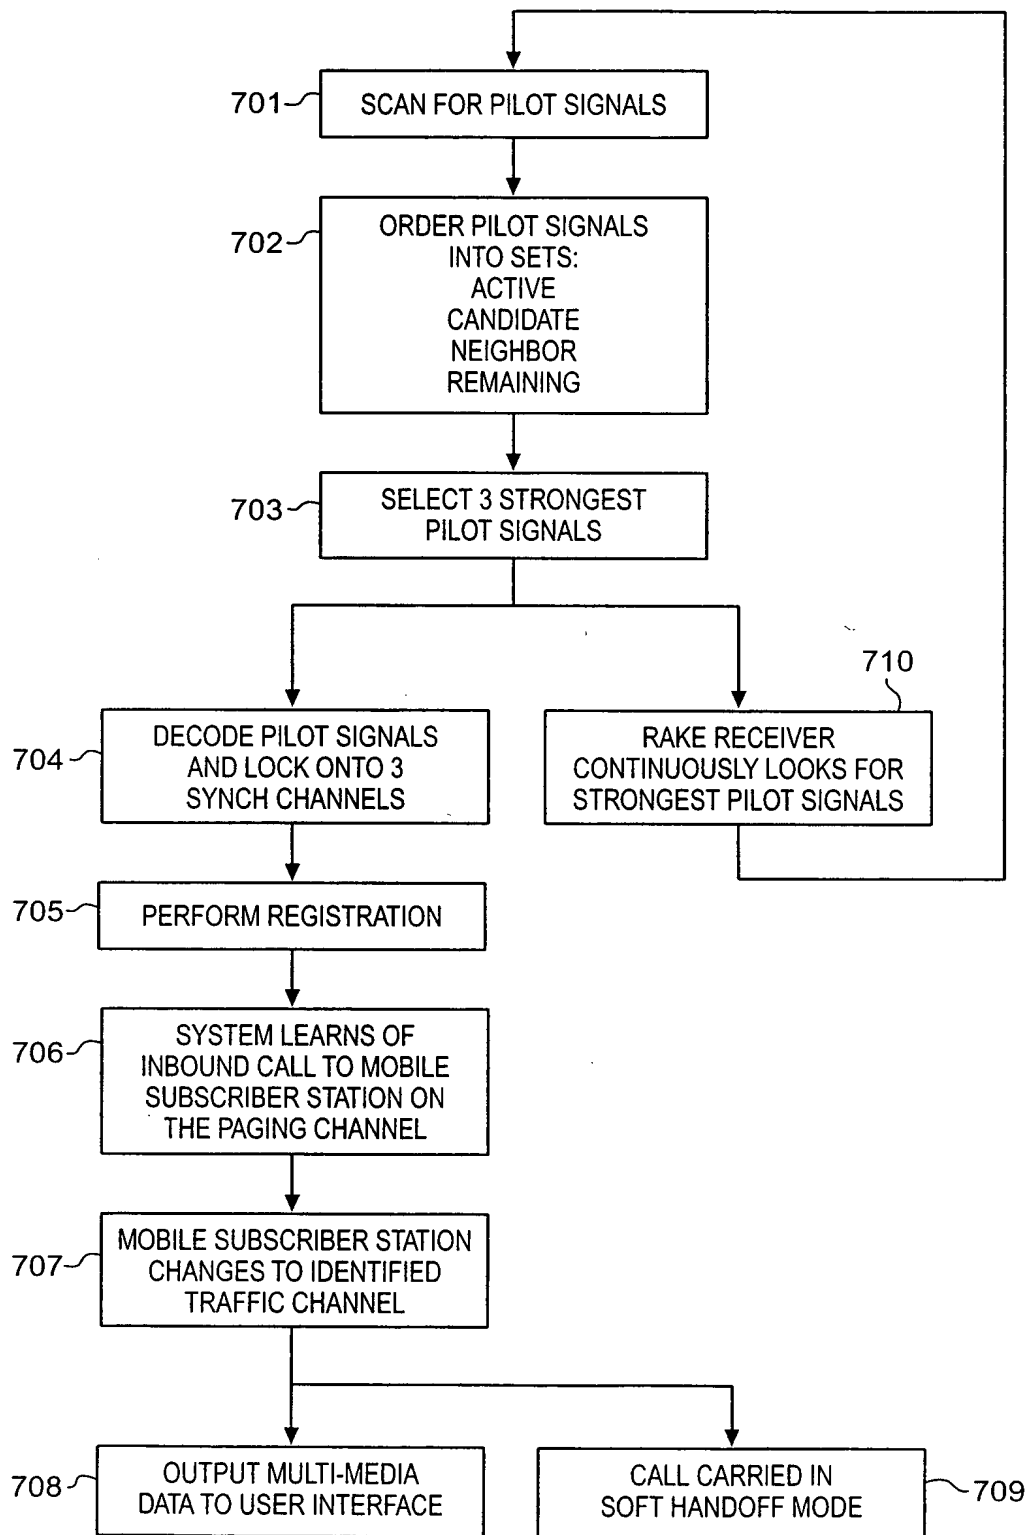 701
SCAN FOR PILOT SIGNALS
702
ORDER PILOT SIGNALS
INTO SETS:
ACTIVE
CANDIDATE
NEIGHBOR
REMAINING
703
SELECT 3 STRONGEST
PILOT SIGNALS
704
DECODE PILOT SIGNALS
AND LOCK ONTO 3
SYNCH CHANNELS
710
RAKE RECEIVER
CONTINUOUSLY LOOKS FOR
STRONGEST PILOT SIGNALS
705
PERFORM REGISTRATION
706
SYSTEM LEARNS OF
INBOUND CALL TO MOBILE
SUBSCRIBER STATION ON
THE PAGING CHANNEL
707
MOBILE SUBSCRIBER STATION
CHANGES TO IDENTIFIED
TRAFFIC CHANNEL
708
OUTPUT MULTI-MEDIA
DATA TO USER INTERFACE
CALL CARRIED IN
SOFT HANDOFF MODE
709